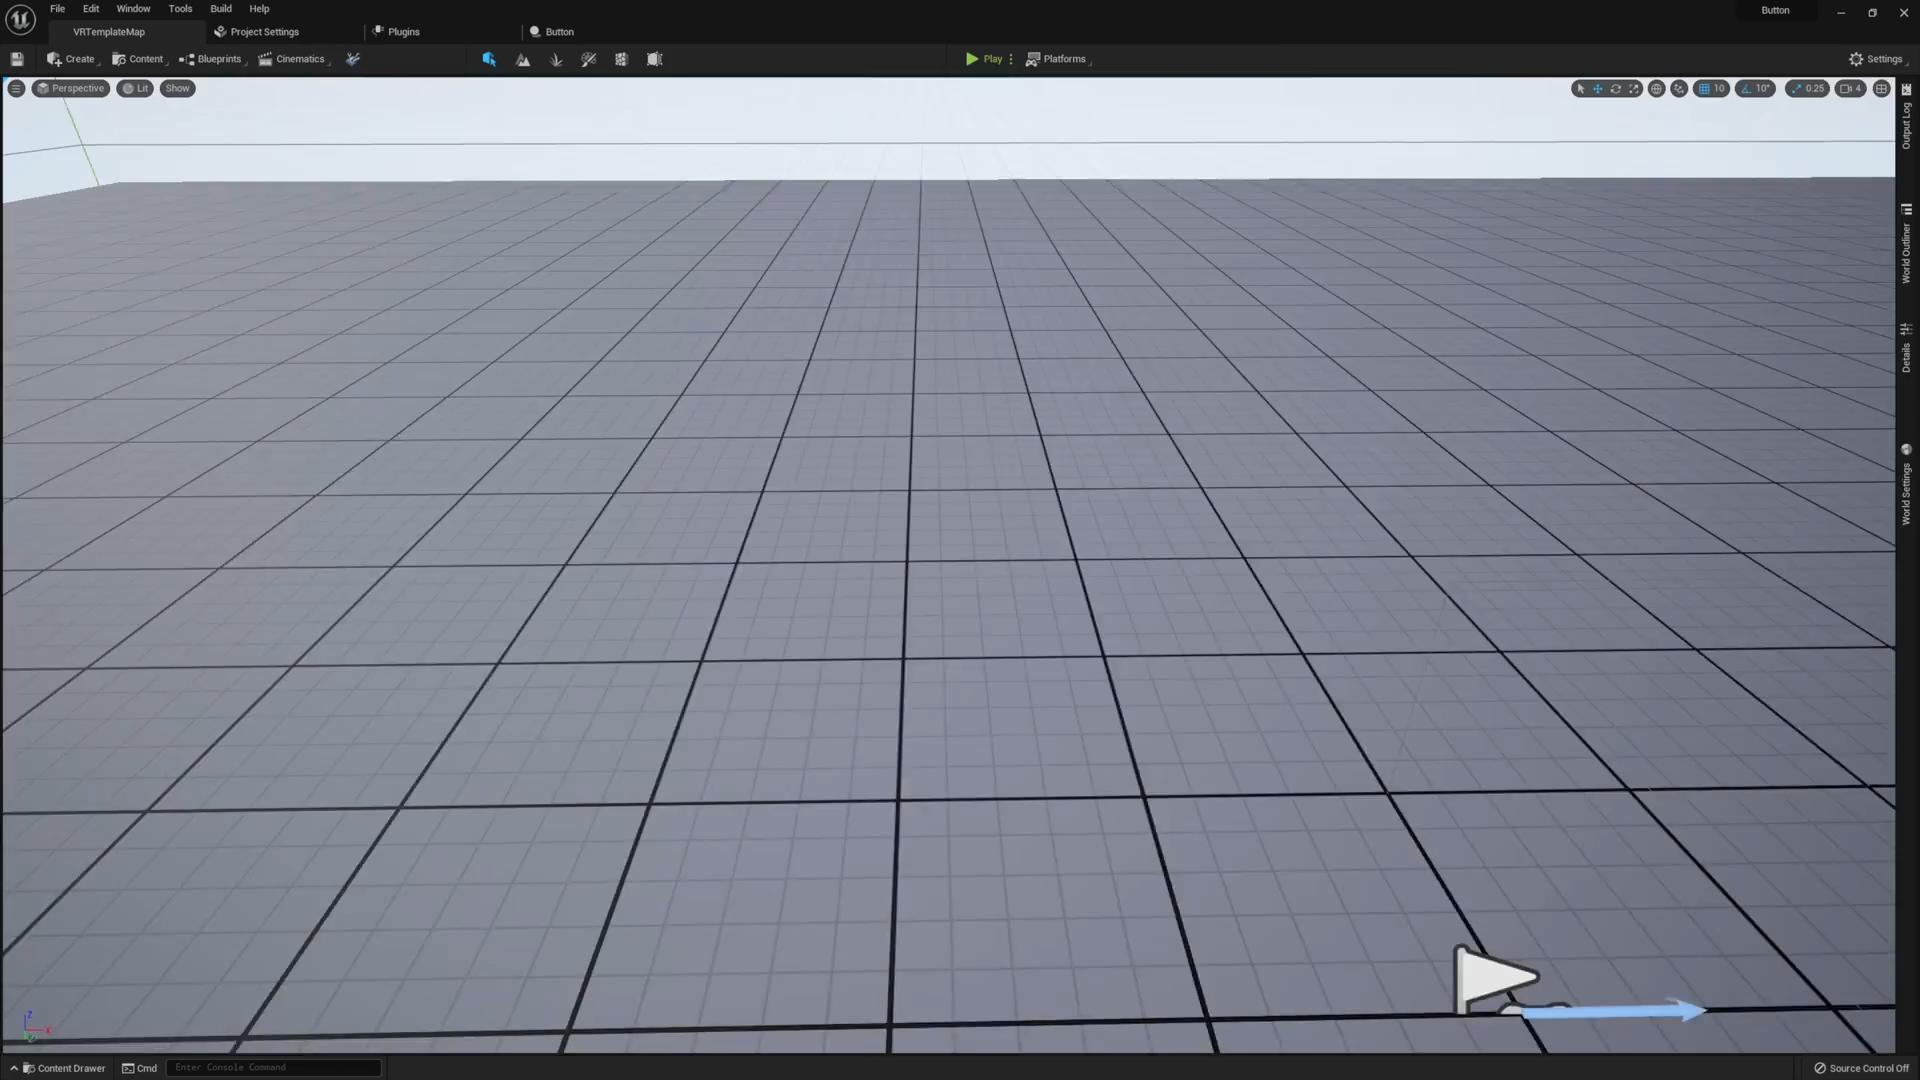 File Edit Window Tools Build Help
Button
VRTemplateMap Project Settings Plugins Button
Create Content Blueprints Cinematics Play Platforms Settings
Perspective Lit Show 10 10° 0.25 4
Output Log
World Outliner
Details
World Settings
Z
X
Content Drawer Cmd Enter Console Command Source Control Off